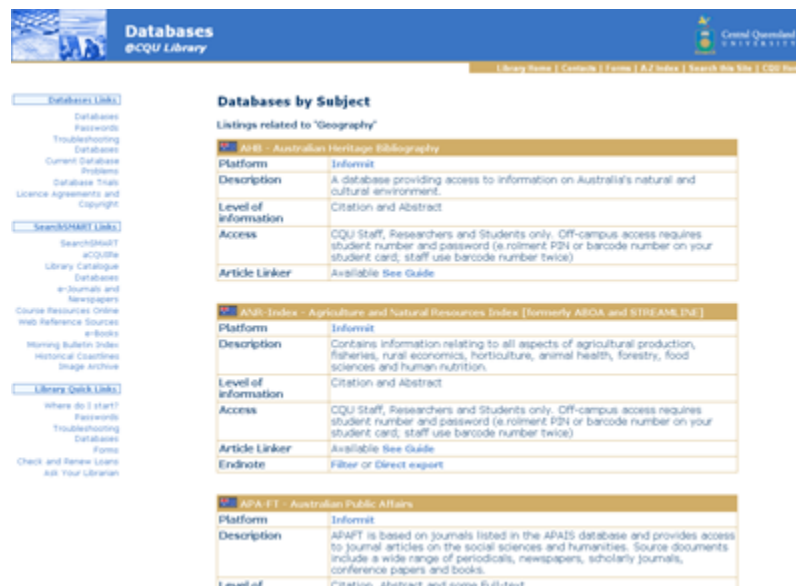 Databases
@CQU Library
Central Queensland
UNIVERSITY
Library Home | Contacts | Forms | A-Z Index | Search this Site | CQU
Databases Links
Databases
Passwords
Troubleshooting
Databases
Current Database
Problems
Database Trials
Licence Agreements and
Copyright
SearchSMART Links
SearchSMART
aCQUIRe
Library Catalogue
Databases
e-Journals and
Newspapers
Course Resources Online
Web Reference Sources
e-Books
Morning Bulletin Index
Historical Coastlines
Image Archive
Library Quick Links
Where do I start?
Passwords
Troubleshooting
Databases
Forms
Check and Renew Loans
Ask Your Librarian
Databases by Subject
Listings related to "Geography"
AHB - Australian Heritage Bibliography
Platform Informit
Description A database providing access to information on Australia's natural and
cultural environment.
Level of Citation and Abstract
information
Access CQU Staff, Researchers and Students only. Off-campus access requires
student number and password (e.rolment PIN or barcode number on your
student card; staff use barcode number twice)
Article Linker Available See Guide
ANR-Index - Agriculture and Natural Resources Index [formerly ABOA and STREAMLINE]
Platform Informit
Description Contains information relating to all aspects of agricultural production,
fisheries, rural economics, horticulture, animal health, forestry, food
sciences and human nutrition.
Level of Citation and Abstract
information
Access CQU Staff, Researchers and Students only. Off-campus access requires
student number and password (e.rolment PIN or barcode number on your
student card; staff use barcode number twice)
Article Linker Available See Guide
Endnote Filter or Direct export
APA-FT - Australian Public Affairs
Platform Informit
Description APAFT is based on journals listed in the APAIS database and provides access
to journal articles on the social sciences and humanities. Source documents
include a wide range of periodicals, newspapers, scholarly journals,
conference papers and books.
Level of Citation, Abstract and some Full-text